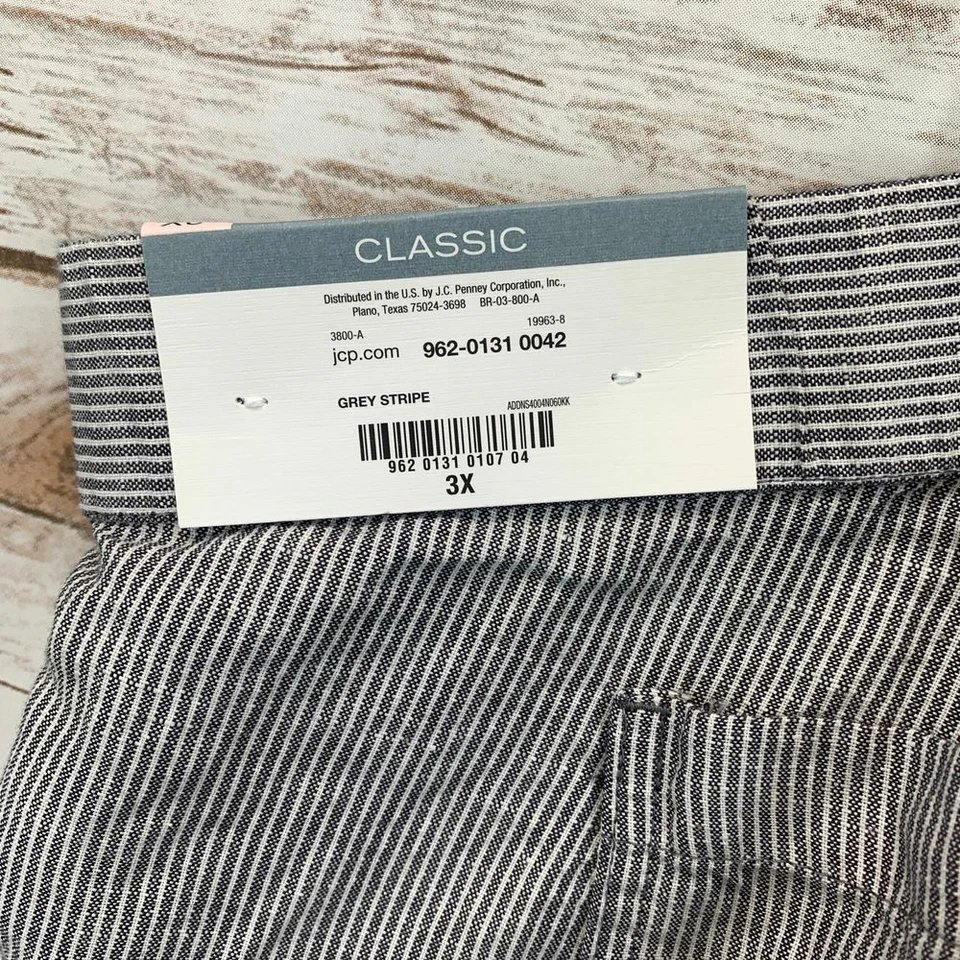 CLASSIC
Distributed in the U.S. by J.C. Penney Corporation, Inc.,
Plano, Texas 75024-3698 BR-03-800-A
3800-A 19963-8
jcp.com 962-0131 0042
GREY STRIPE ADDNS4004N060KK
962 0131 0107 04
3X